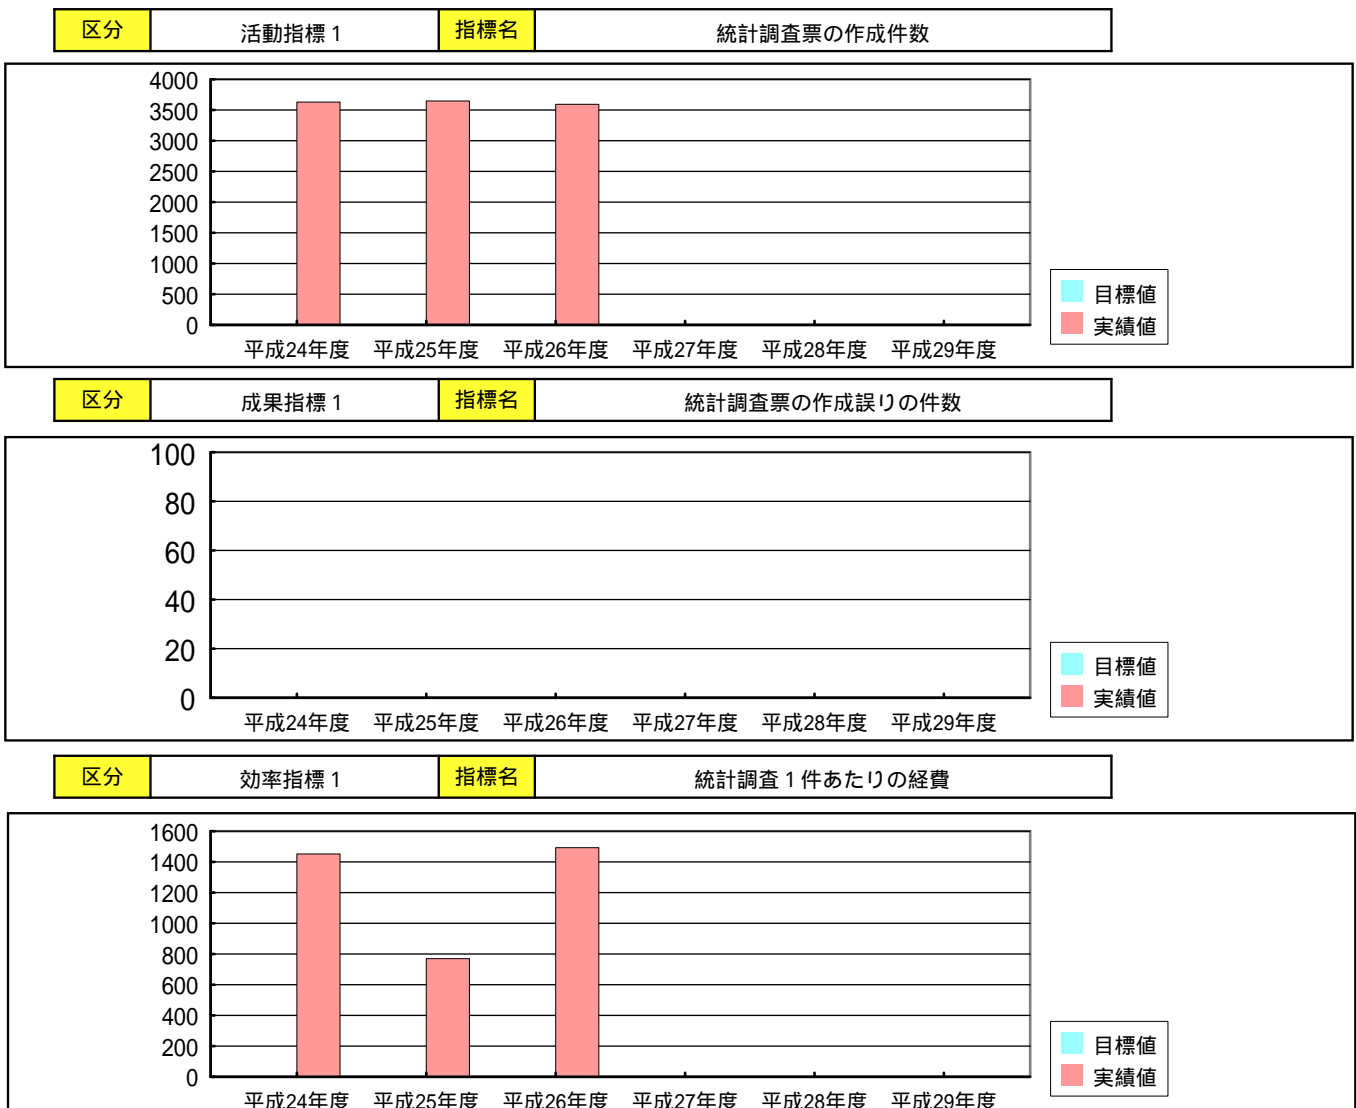 区分 活動指標1 指標名 統計調査票の作成件数
4000
3500
3000
2500
2000
1500
1000
500
0
平成24年度 平成25年度 平成26年度 平成27年度 平成28年度 平成29年度
目標値
実績値
区分 成果指標1 指標名 統計調査票の作成誤りの件数
100
80
60
40
20
0
平成24年度 平成25年度 平成26年度 平成27年度 平成28年度 平成29年度
目標値
実績値
区分 効率指標1 指標名 統計調査1件あたりの経費
1600
1400
1200
1000
800
600
400
200
0
平成24年度 平成25年度 平成26年度 平成27年度 平成28年度 平成29年度
目標値
実績値